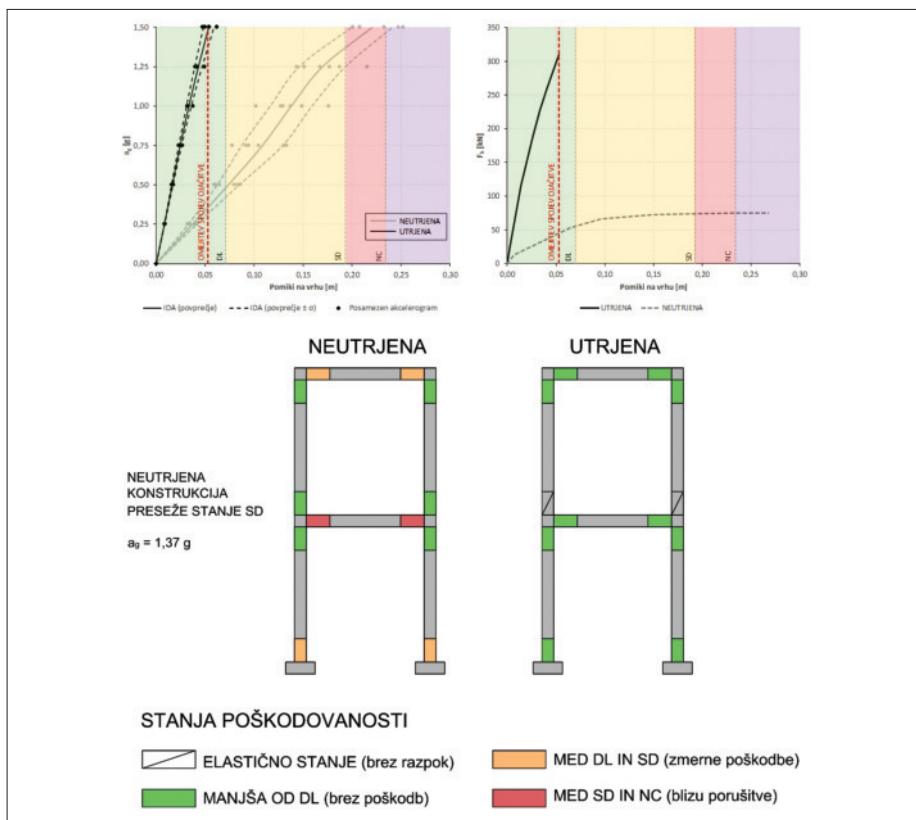 1,50
1,25
1,00
0,75
0,50
0,25
0,00
a_g [g]
OMEJITEV SPOJEV OJAČITVE
DL
SD
NC
NEUTRJENA
UTRJENA
0,00 0,05 0,10 0,15 0,20 0,25 0,30
Pomiki na vrhu [m]
IDA (povprečje) IDA (povprečje ± σ) Posamezen akcelerogram
350
300
250
200
150
100
50
0
F_b [kN]
OMEJITEV SPOJEV OJAČITVE
DL
SD
NC
0,00 0,05 0,10 0,15 0,20 0,25 0,30
Pomiki na vrhu [m]
UTRJENA NEUTRJENA
NEUTRJENA UTRJENA
NEUTRJENA
KONSTRUKCIJA
PRESEŽE STANJE SD
a_g = 1,37 g
STANJA POŠKODOVANOSTI
ELASTIČNO STANJE (brez razpok)
MED DL IN SD (zmerne poškodbe)
MANJŠA OD DL (brez poškodb)
MED SD IN NC (blizu porušitve)